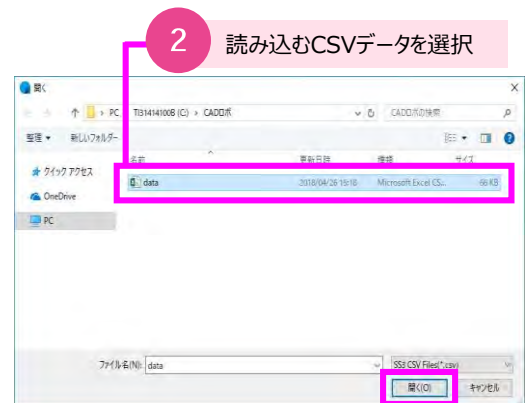 2 読み込むCSVデータを選択
開く
PC › TI31414100B (C:) › CADロボ
CADロボの検索
整理 新しいフォルダー
名前 更新日時 種類 サイズ
クイック アクセス
data 2018/04/26 19:18 Microsoft Excel CS... 66 KB
OneDrive
PC
ファイル名(N): data SS3 CSV Files(*.csv)
開く(O) キャンセル